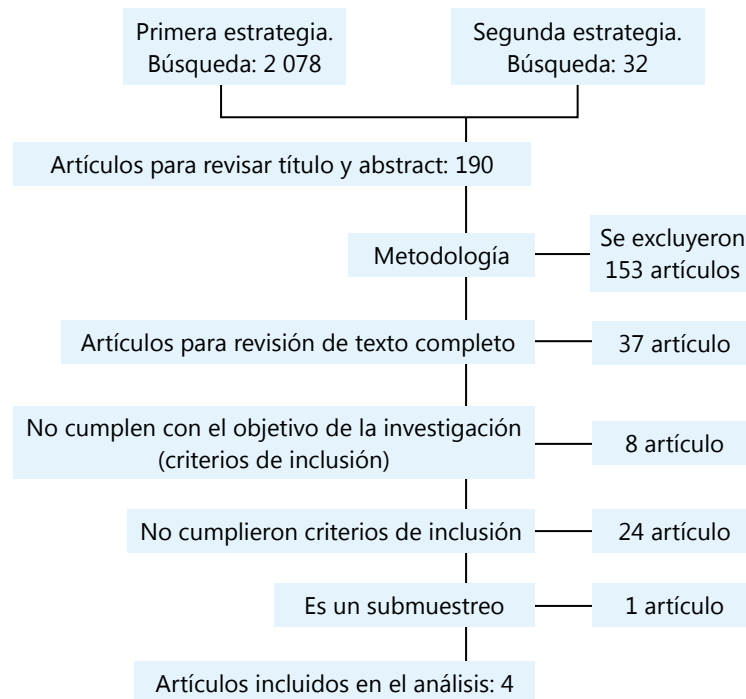 Primera estrategia.
Búsqueda: 2 078
Segunda estrategia.
Búsqueda: 32
Artículos para revisar título y abstract: 190
Metodología
Se excluyeron
153 artículos
Artículos para revisión de texto completo
37 artículo
No cumplen con el objetivo de la investigación
(criterios de inclusión)
8 artículo
No cumplieron criterios de inclusión
24 artículo
Es un submuestreo
1 artículo
Artículos incluidos en el análisis: 4